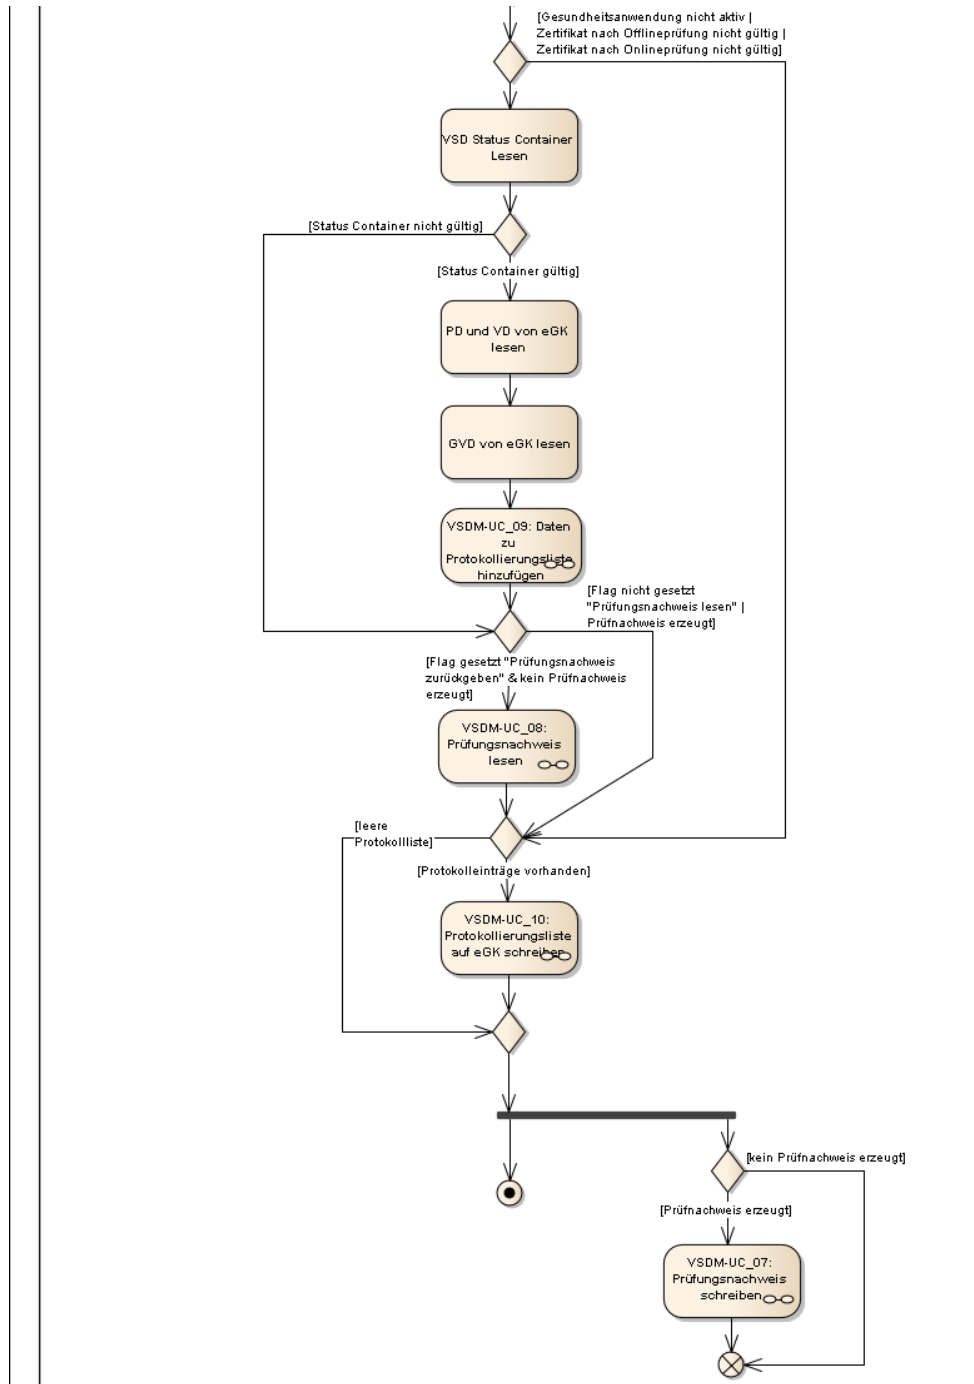 [Gesundheitsanwendung nicht aktiv |
Zertifikat nach Offlineprüfung nicht gültig |
Zertifikat nach Onlineprüfung nicht gültig]
VSD Status Container
Lesen
[Status Container nicht gültig]
[Status Container gültig]
PD und VD von eGK
lesen
GVD von eGK lesen
VSDM-UC_09: Daten
zu
Protokollierungsliste
hinzufügen
[Flag nicht gesetzt
"Prüfungsnachweis lesen" |
Prüfnachweis erzeugt]
[Flag gesetzt "Prüfungsnachweis
zurückgeben" & kein Prüfnachweis
erzeugt]
VSDM-UC_08:
Prüfungsnachweis
lesen
[leere
Protokollliste]
[Protokolleinträge vorhanden]
VSDM-UC_10:
Protokollierungsliste
auf eGK schreiben
[kein Prüfnachweis erzeugt]
[Prüfnachweis erzeugt]
VSDM-UC_07:
Prüfungsnachweis
schreiben